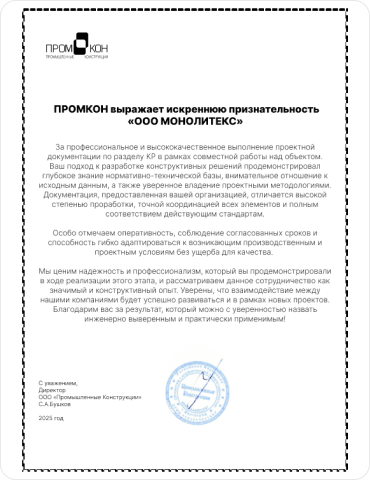 ПРОМ КОН
ПРОМЫШЛЕННЫЕ КОНСТРУКЦИИ
ПРОМКОН выражает искреннюю признательность
«ООО МОНОЛИТЕКС»
За профессиональное и высококачественное выполнение проектной
документации по разделу КР в рамках совместной работы над объектом.
Ваш подход к разработке конструктивных решений продемонстрировал
глубокое знание нормативно-технической базы, внимательное отношение к
исходным данным, а также уверенное владение проектными методологиями.
Документация, предоставленная вашей организацией, отличается высокой
степенью проработки, точной координацией всех элементов и полным
соответствием действующим стандартам.
Особо отмечаем оперативность, соблюдение согласованных сроков и
способность гибко адаптироваться к возникающим производственным и
проектным условиям без ущерба для качества.
Мы ценим надежность и профессионализм, который вы продемонстрировали
в ходе реализации этого этапа, и рассматриваем данное сотрудничество как
значимый и конструктивный опыт. Уверены, что взаимодействие между
нашими компаниями будет успешно развиваться и в рамках новых проектов.
Благодарим вас за результат, который можно с уверенностью назвать
инженерно выверенным и практически применимым!
С уважением,
Директор
ООО «Промышленные Конструкции»
С.А.Бушков
2025 год